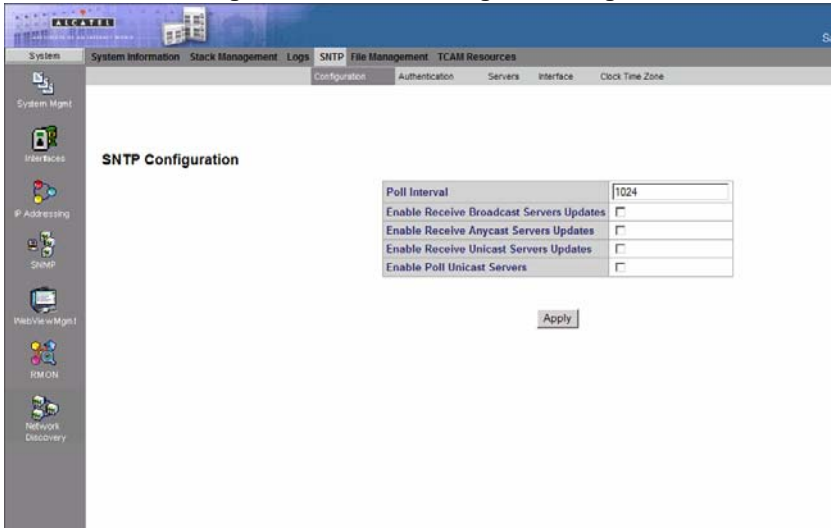 ALCATEL
System
System Information Stack Management Logs SNTP File Management TCAM Resources
Configuration Authentication Servers Interface Clock Time Zone
System Mgmt
Interfaces
IP Addressing
SNMP
WebViewMgmt
RMON
Network
Discovery
SNTP Configuration
Poll Interval 1024
Enable Receive Broadcast Servers Updates
Enable Receive Anycast Servers Updates
Enable Receive Unicast Servers Updates
Enable Poll Unicast Servers
Apply